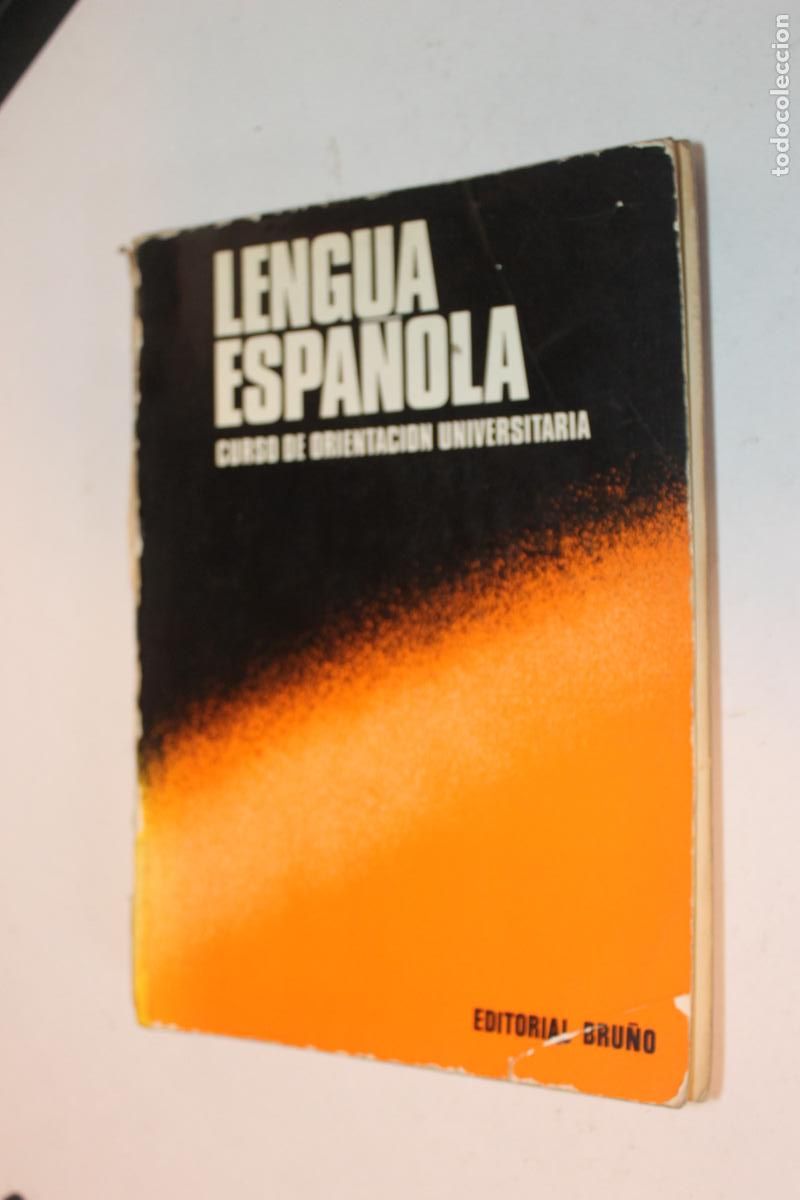 LENGUA
ESPAÑOLA
CURSO DE ORIENTACION UNIVERSITARIA
EDITORIAL BRUÑO
todocoleccion